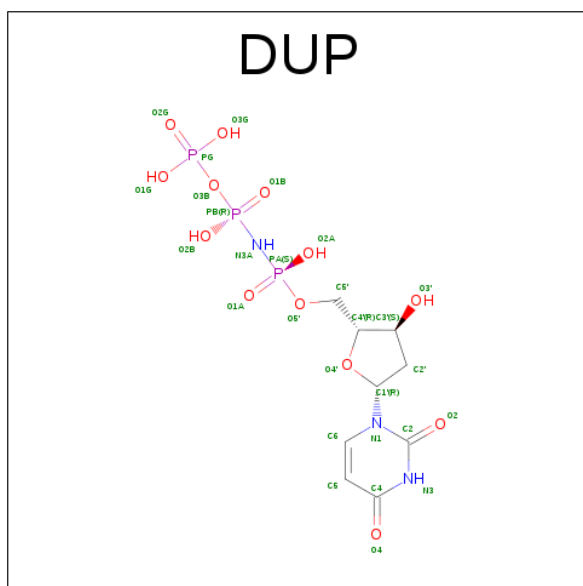 DUP
O2G
O3G
O
OH
P
PG
HO
O1G
O
O3B
O1B
O
PB(R)
P
HO
O2B
NH
N3A
O2A
OH
PA(S)
P
O
O1A
O
O5'
C5'
O3'
OH
C4'(R)
C3'(S)
O
O4'
C2'
C1'(R)
N
N1
C6
C2
O2
O
C5
C4
NH
N3
O
O4